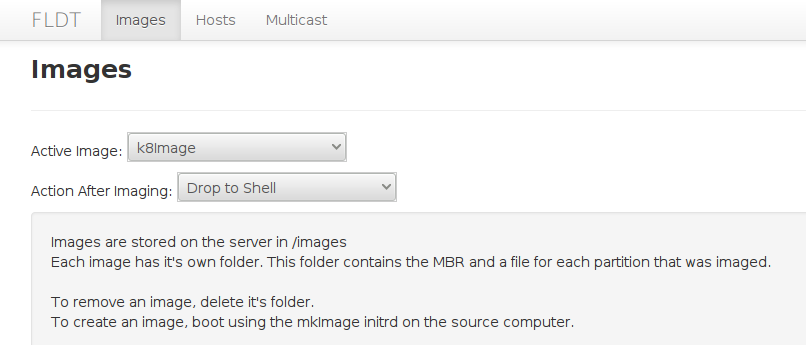 FLDT Images Hosts Multicast
Images
Active Image: k8Image
Action After Imaging: Drop to Shell
Images are stored on the server in /images
Each image has it's own folder. This folder contains the MBR and a file for each partition that was imaged.
To remove an image, delete it's folder.
To create an image, boot using the mkImage initrd on the source computer.